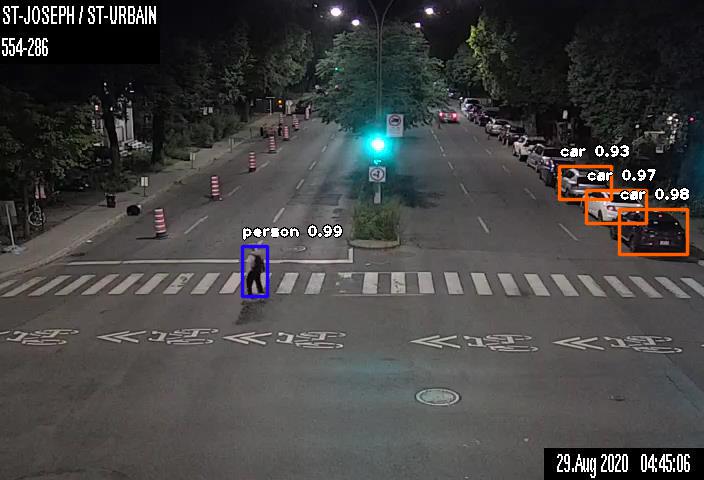 ST-JOSEPH / ST-URBAIN
554-286
car 0.93
car 0.97
car 0.98
person 0.99
29.Aug 2020 04:45:06